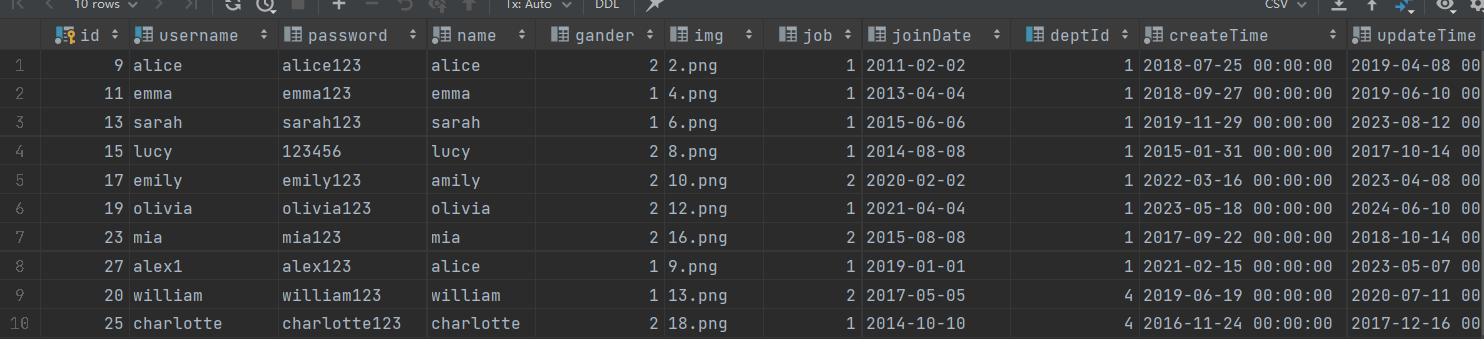 10 rows Tx: Auto DDL CSV
id username password name gander img job joinDate deptId createTime updateTime
1 9 alice alice123 alice 2 2.png 1 2011-02-02 1 2018-07-25 00:00:00 2019-04-08 00
2 11 emma emma123 emma 1 4.png 1 2013-04-04 1 2018-09-27 00:00:00 2019-06-10 00
3 13 sarah sarah123 sarah 1 6.png 1 2015-06-06 1 2019-11-29 00:00:00 2023-08-12 00
4 15 lucy 123456 lucy 2 8.png 1 2014-08-08 1 2015-01-31 00:00:00 2017-10-14 00
5 17 emily emily123 amily 2 10.png 2 2020-02-02 1 2022-03-16 00:00:00 2023-04-08 00
6 19 olivia olivia123 olivia 2 12.png 1 2021-04-04 1 2023-05-18 00:00:00 2024-06-10 00
7 23 mia mia123 mia 2 16.png 2 2015-08-08 1 2017-09-22 00:00:00 2018-10-14 00
8 27 alex1 alex123 alice 1 9.png 1 2019-01-01 1 2021-02-15 00:00:00 2023-05-07 00
9 20 william william123 william 1 13.png 2 2017-05-05 4 2019-06-19 00:00:00 2020-07-11 00
10 25 charlotte charlotte123 charlotte 2 18.png 1 2014-10-10 4 2016-11-24 00:00:00 2017-12-16 00